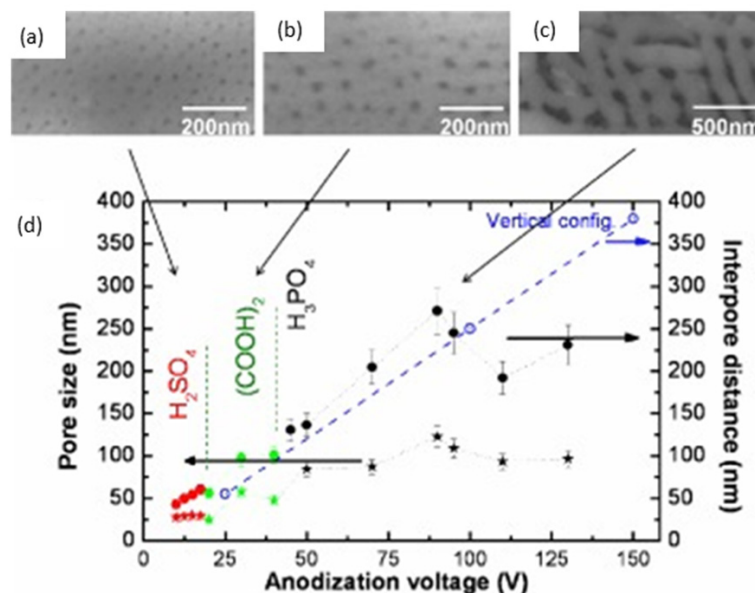 (a)
(b)
(c)
200nm
200nm
500nm
(d)
Pore size (nm)
400
350
300
250
200
150
100
50
0
H₂SO₄
(COOH)₂
H₃PO₄
Vertical config
400
350
300
250
200
150
100
50
0
Interpore distance (nm)
0 25 50 75 100 125 150
Anodization voltage (V)